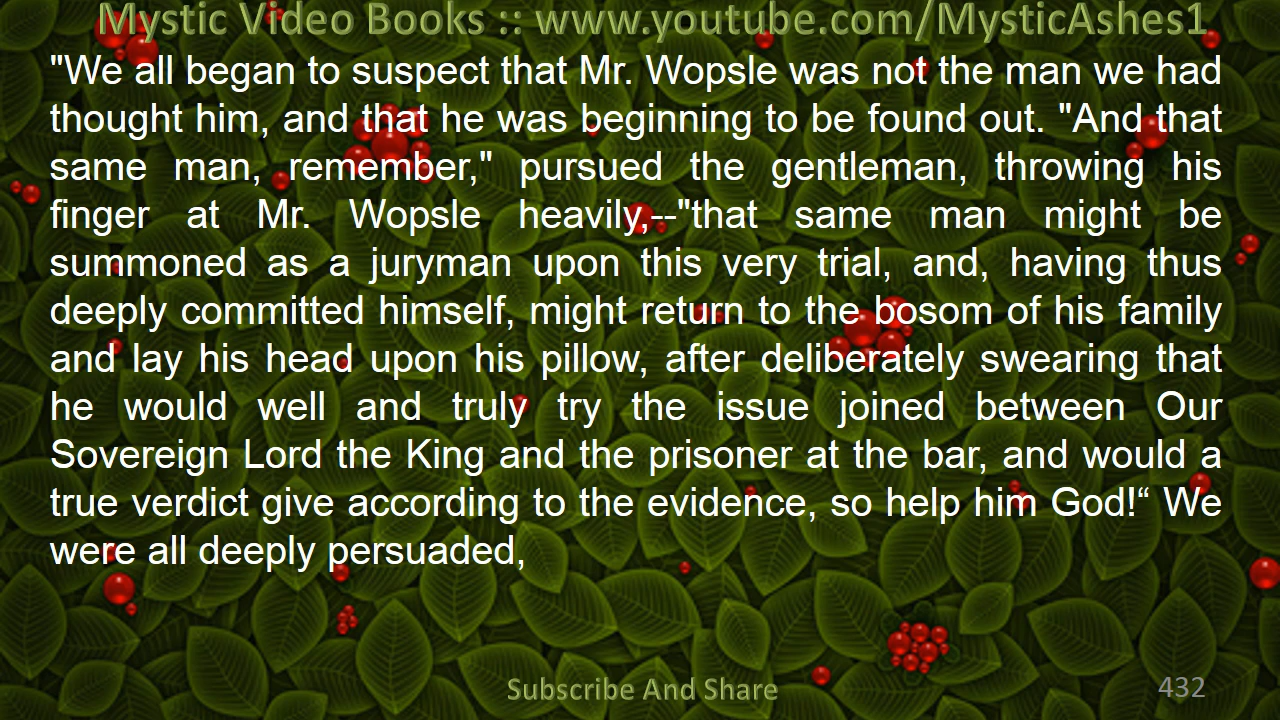 Mystic Video Books :: www.youtube.com/MysticAshes1
"We all began to suspect that Mr. Wopsle was not the man we had
thought him, and that he was beginning to be found out. "And that
same man, remember," pursued the gentleman, throwing his
finger at Mr. Wopsle heavily,--"that same man might be
summoned as a juryman upon this very trial, and, having thus
deeply committed himself, might return to the bosom of his family
and lay his head upon his pillow, after deliberately swearing that
he would well and truly try the issue joined between Our
Sovereign Lord the King and the prisoner at the bar, and would a
true verdict give according to the evidence, so help him God!“ We
were all deeply persuaded,
Subscribe And Share
432